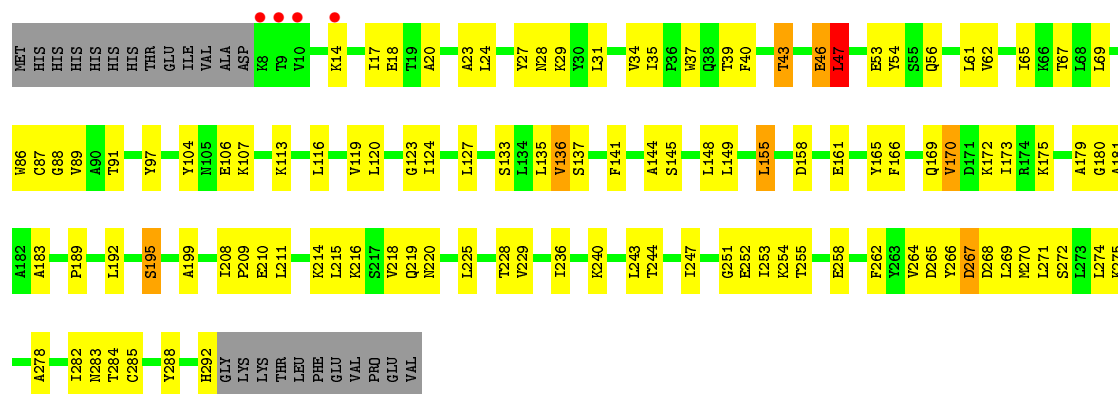 MET HIS HIS HIS HIS HIS HIS THR GLU ILE VAL ALA ASP K8 T9 V10 K14 I17 E18 T19 A20 A23 L24 Y27 N28 K29 Y30 L31 V34 I35 P36 W37 Q38 T39 F40 T43 E46 L47 E53 Y54 S55 Q56 L61 V62 I65 K66 T67 L68 L69
W86 C87 G88 V89 A90 T91 Y97 Y104 N105 E106 K107 K113 L116 V119 L120 G123 I124 L127 S133 L134 L135 V136 S137 F141 A144 S145 L148 L149 L155 D158 E161 Y165 F166 Q169 V170 D171 K172 I173 R174 K175 A179 G180 A181
A182 A183 P189 L192 S195 A199 I208 P209 E210 L211 K214 L215 K216 S217 V218 Q219 N220 L225 T228 V229 I236 K240 L243 T244 I247 G251 E252 I253 K254 T255 E258 F262 Y263 V264 D265 Y266 D267 D268 L269 M270 L271 S272 L273 L274 K275
A278 I282 N283 T284 C285 Y288 H292 GLY LYS LYS THR LEU PHE GLU VAL PRO GLU VAL